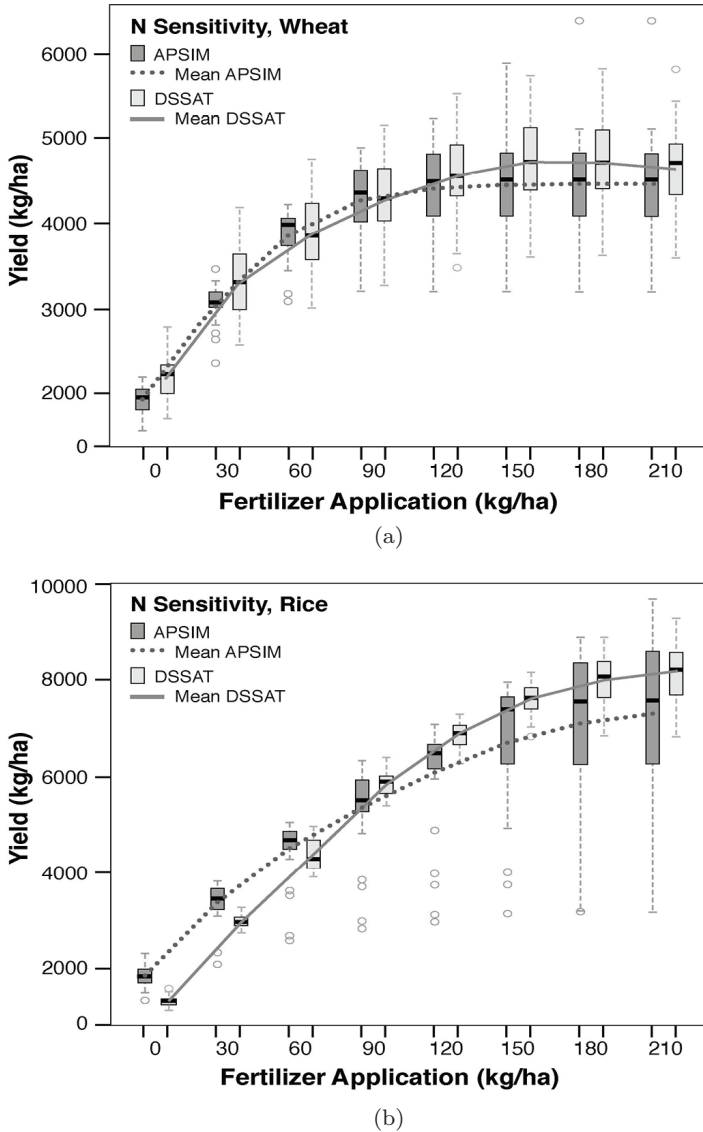 N Sensitivity, Wheat
APSIM
Mean APSIM
DSSAT
Mean DSSAT
Yield (kg/ha)
6000
5000
4000
3000
2000
0
0 30 60 90 120 150 180 210
Fertilizer Application (kg/ha)
(a)
N Sensitivity, Rice
APSIM
Mean APSIM
DSSAT
Mean DSSAT
Yield (kg/ha)
10000
8000
6000
4000
2000
0
0 30 60 90 120 150 180 210
Fertilizer Application (kg/ha)
(b)